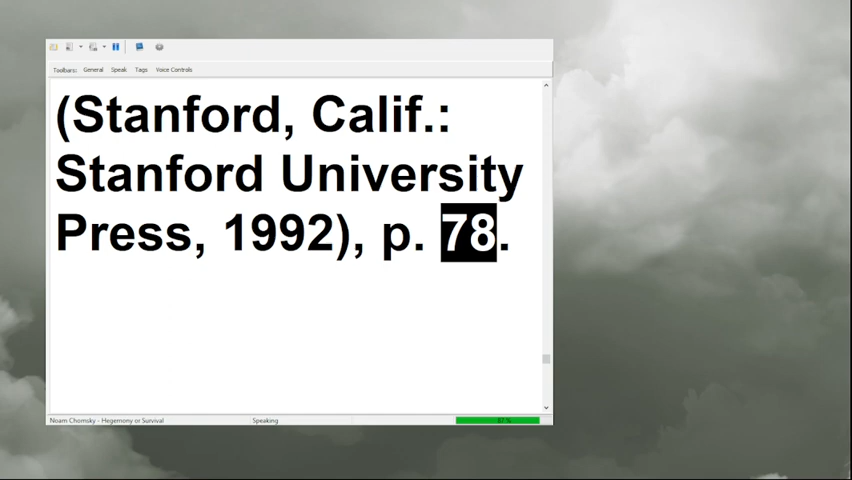 Toolbars: General Speak Tags Voice Controls
(Stanford, Calif.:
Stanford University
Press, 1992), p. 78.
Noam Chomsky - Hegemony or Survival Speaking 87 %